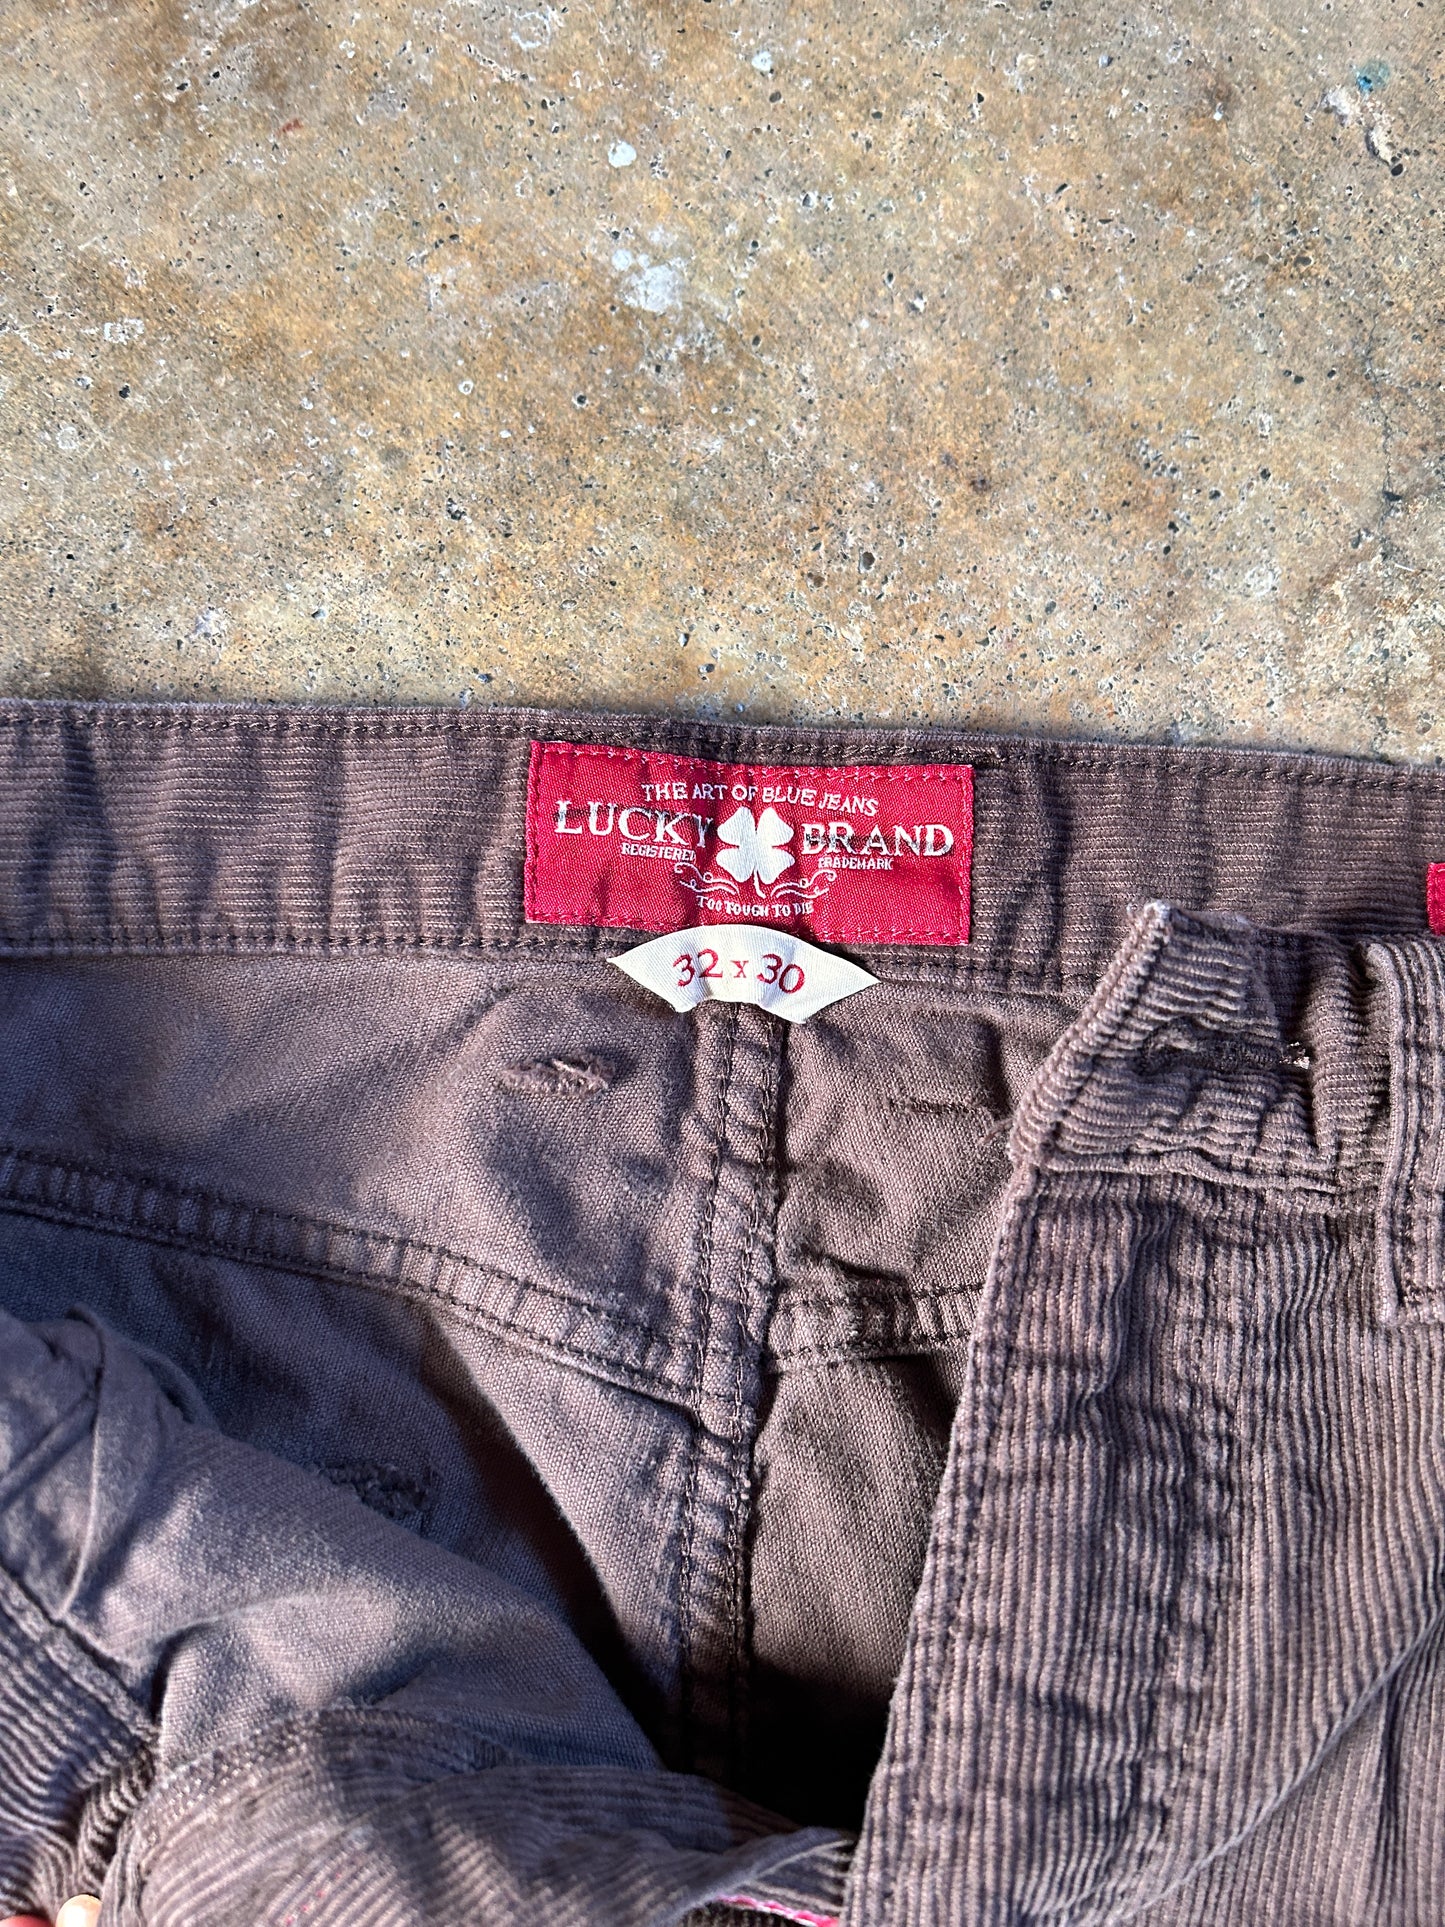 THE ART OF BLUE JEANS
LUCKY BRAND
REGISTERED TRADEMARK
TOO TOUGH TO DIE
32 x 30